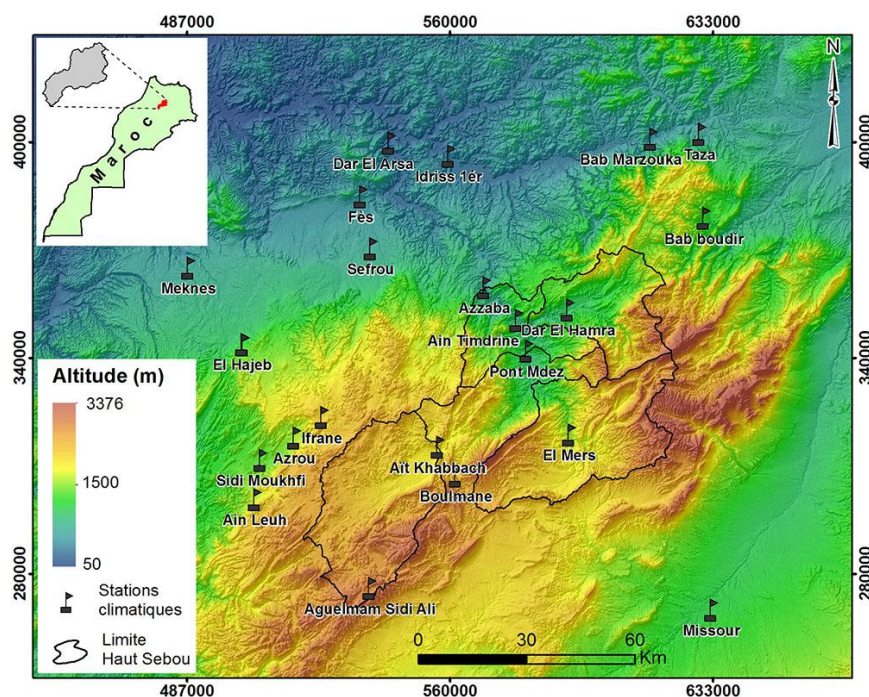 487000
560000
633000
Maroc
N
400000
400000
Dar El Arsa
Idriss 1ér
Bab Marzouka
Taza
Fès
Bab boudir
Sefrou
Meknes
Azzaba
Ain Timdrine
Dar El Hamra
340000
340000
El Hajeb
Pont Mdez
Altitude (m)
3376
1500
50
Ifrane
Azrou
Aït Khabbach
El Mers
Sidi Moukhfi
Boulmane
Ain Leuh
280000
280000
Stations
climatiques
Aguelmam Sidi Ali
Missour
Limite
Haut Sebou
0
30
60
Km
487000
560000
633000